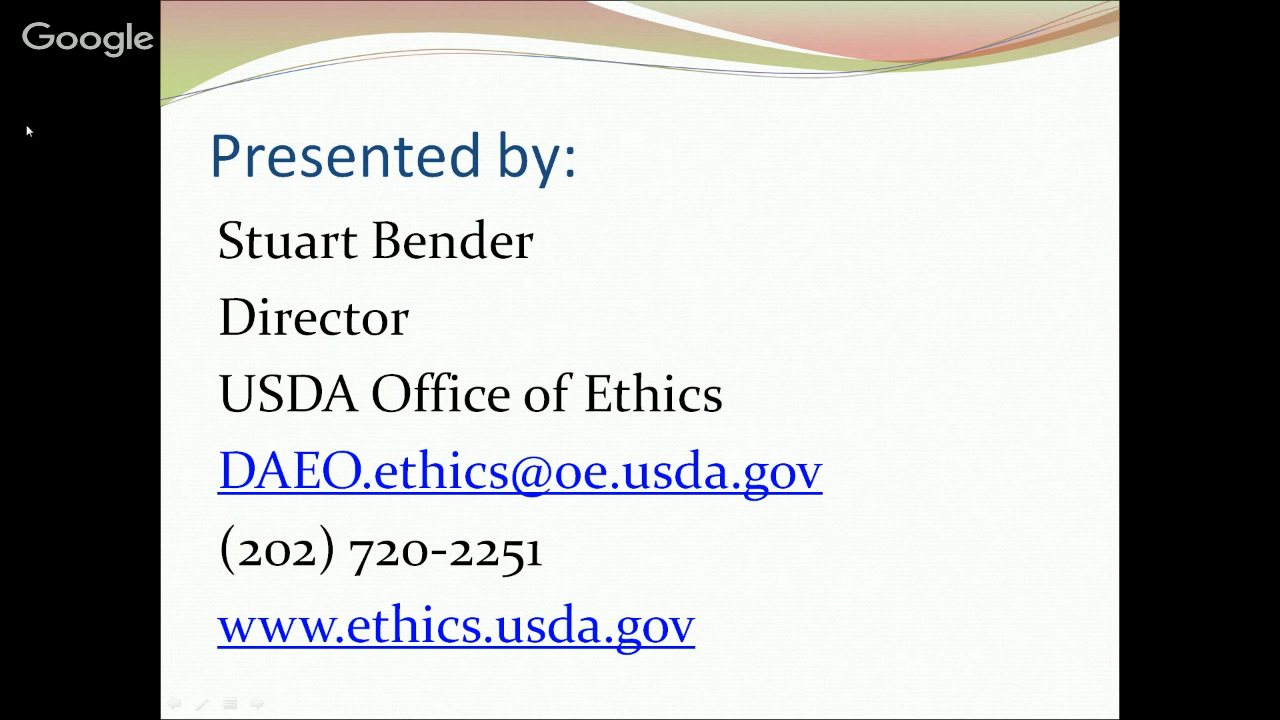 Google
Presented by:
Stuart Bender
Director
USDA Office of Ethics
DAEO.ethics@oe.usda.gov
(202) 720-2251
www.ethics.usda.gov